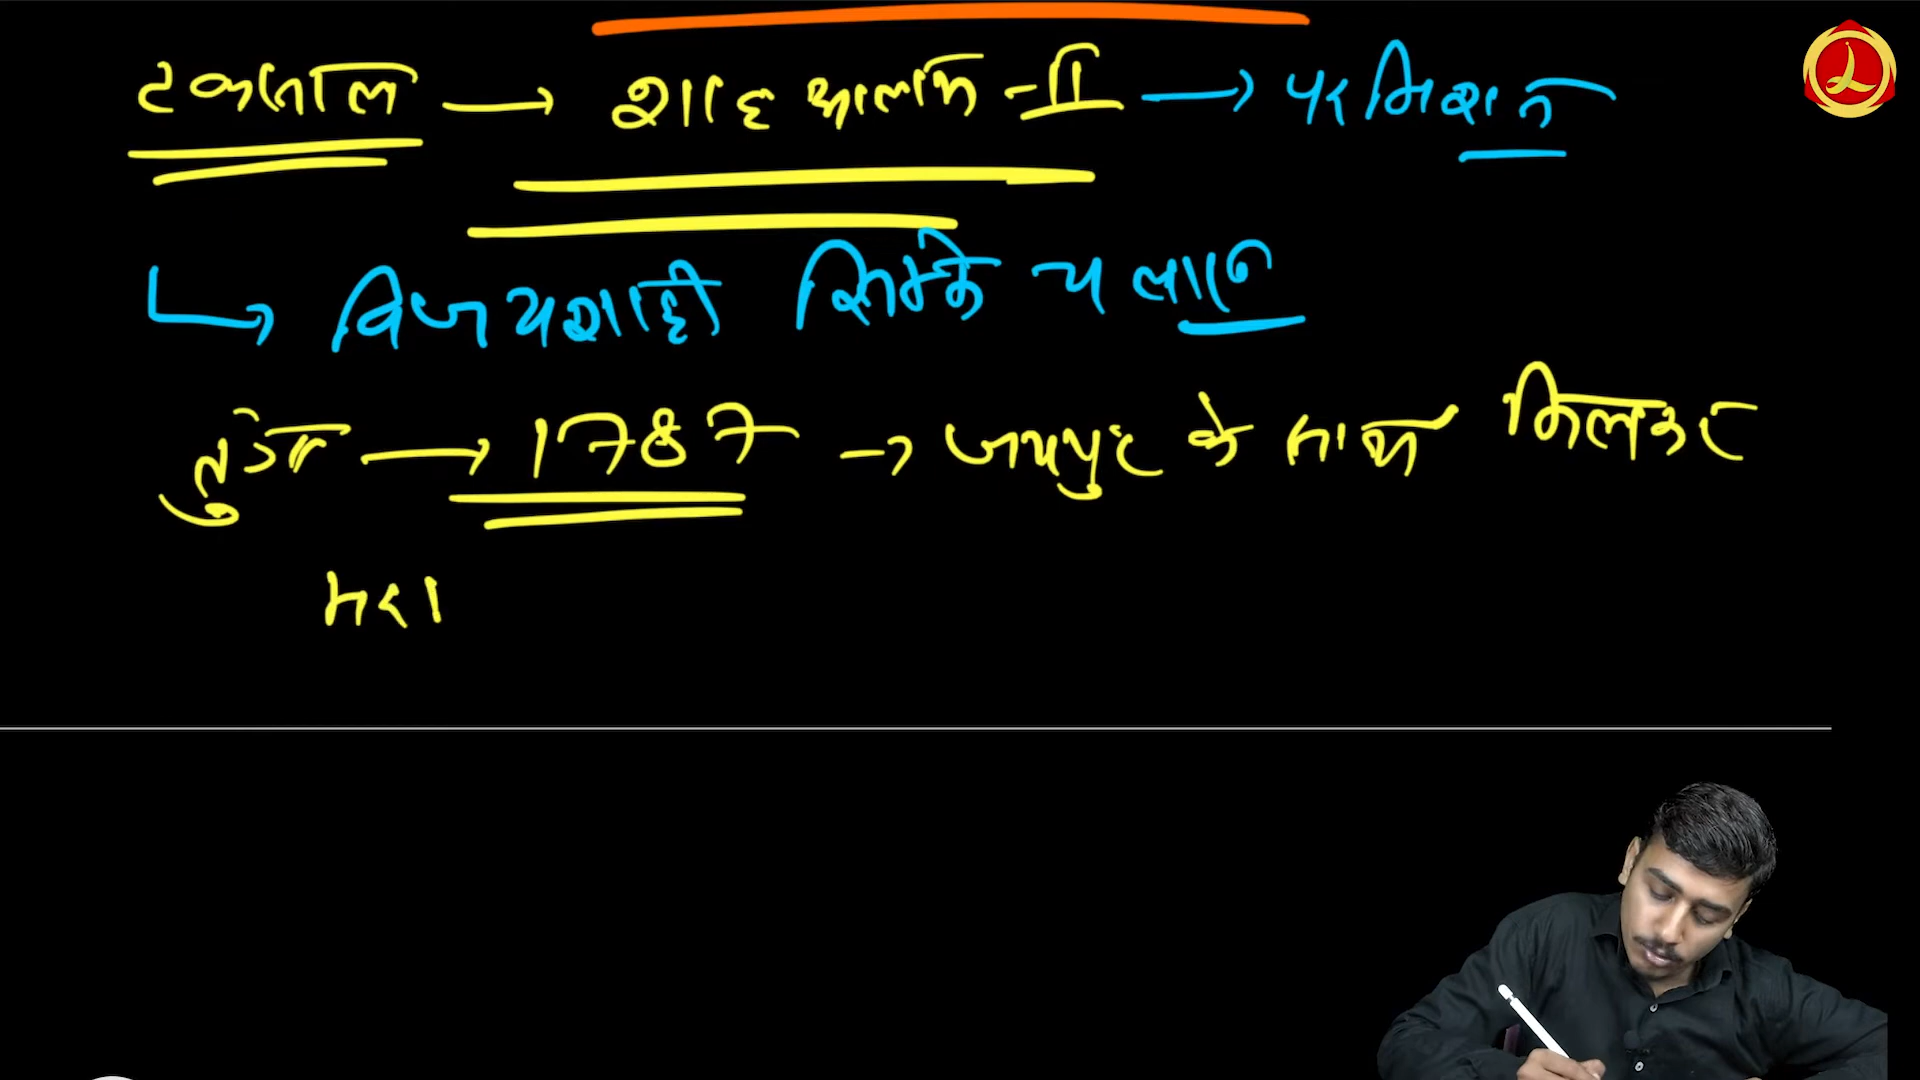 टकसाल → शाह आलम -II → परमिशन
↳ विजयशाही सिक्के चलाए
तुंगा → 1787 → जयपुर के साथ मिलकर
मरा